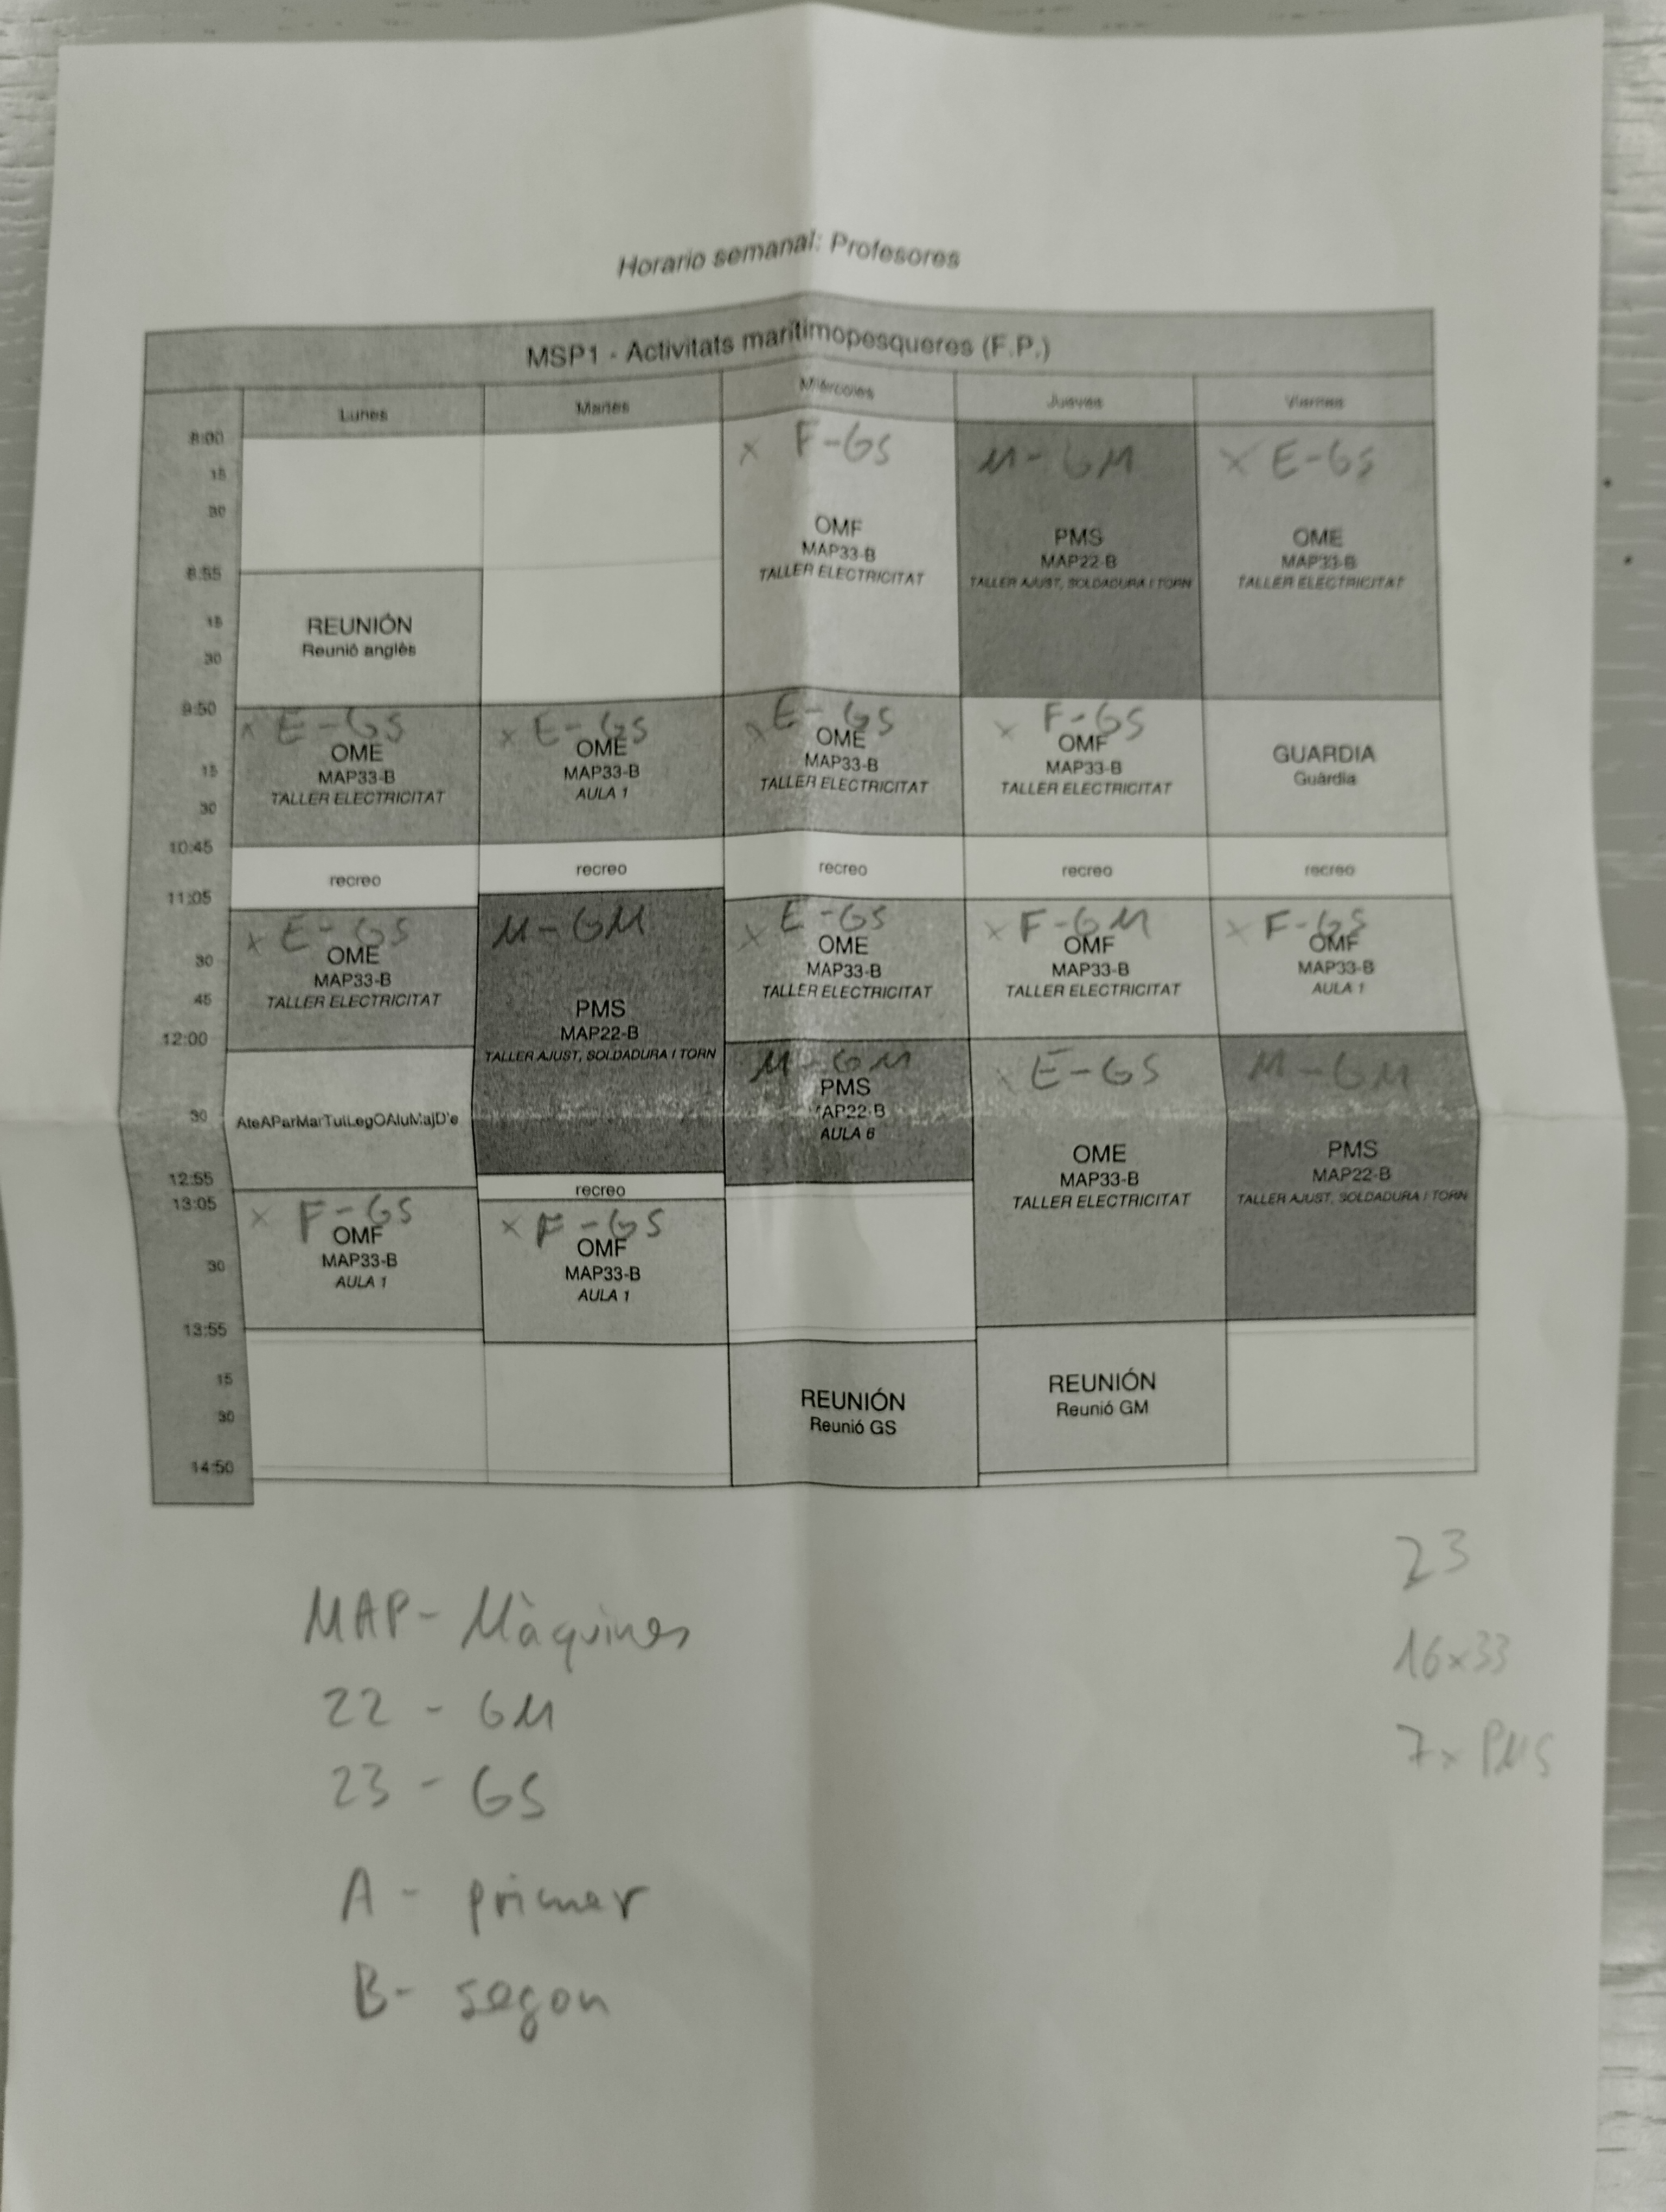 Horario semanal: Profesores
MSP1 - Activitats marítimopesqueres (F.P.)
Lunes Martes Miércoles Jueves Viernes
8:00
15
30
8:55
15
30
9:50
15
30
10:45
11:05
30
45
12:00
30
12:55
13:05
30
13:55
15
30
14:50
REUNIÓN
Reunió anglès
x E-GS
OME
MAP33-B
TALLER ELECTRICITAT
recreo
x E-GS
OME
MAP33-B
TALLER ELECTRICITAT
AteAParMarTutLegOAluMajD'e
x F-GS
OMF
MAP33-B
AULA 1
x E-GS
OME
MAP33-B
AULA 1
recreo
M-GM
PMS
MAP22-B
TALLER AJUST, SOLDADURA I TORN
recreo
x F-GS
OMF
MAP33-B
AULA 1
x F-GS
OMF
MAP33-B
TALLER ELECTRICITAT
x E-GS
OME
MAP33-B
TALLER ELECTRICITAT
recreo
x E-GS
OME
MAP33-B
TALLER ELECTRICITAT
M-GM
PMS
MAP22-B
AULA 6
REUNIÓN
Reunió GS
M-GM
PMS
MAP22-B
TALLER AJUST, SOLDADURA I TORN
x F-GS
OMF
MAP33-B
TALLER ELECTRICITAT
recreo
x F-GM
OMF
MAP33-B
TALLER ELECTRICITAT
x E-GS
OME
MAP33-B
TALLER ELECTRICITAT
REUNIÓN
Reunió GM
x E-GS
OME
MAP33-B
TALLER ELECTRICITAT
GUARDIA
Guàrdia
recreo
x F-GS
OMF
MAP33-B
AULA 1
M-GM
PMS
MAP22-B
TALLER AJUST, SOLDADURA I TORN
MAP- Màquines
22 - GM
23 - GS
A - primer
B- segon
23
16x33
7x PMS